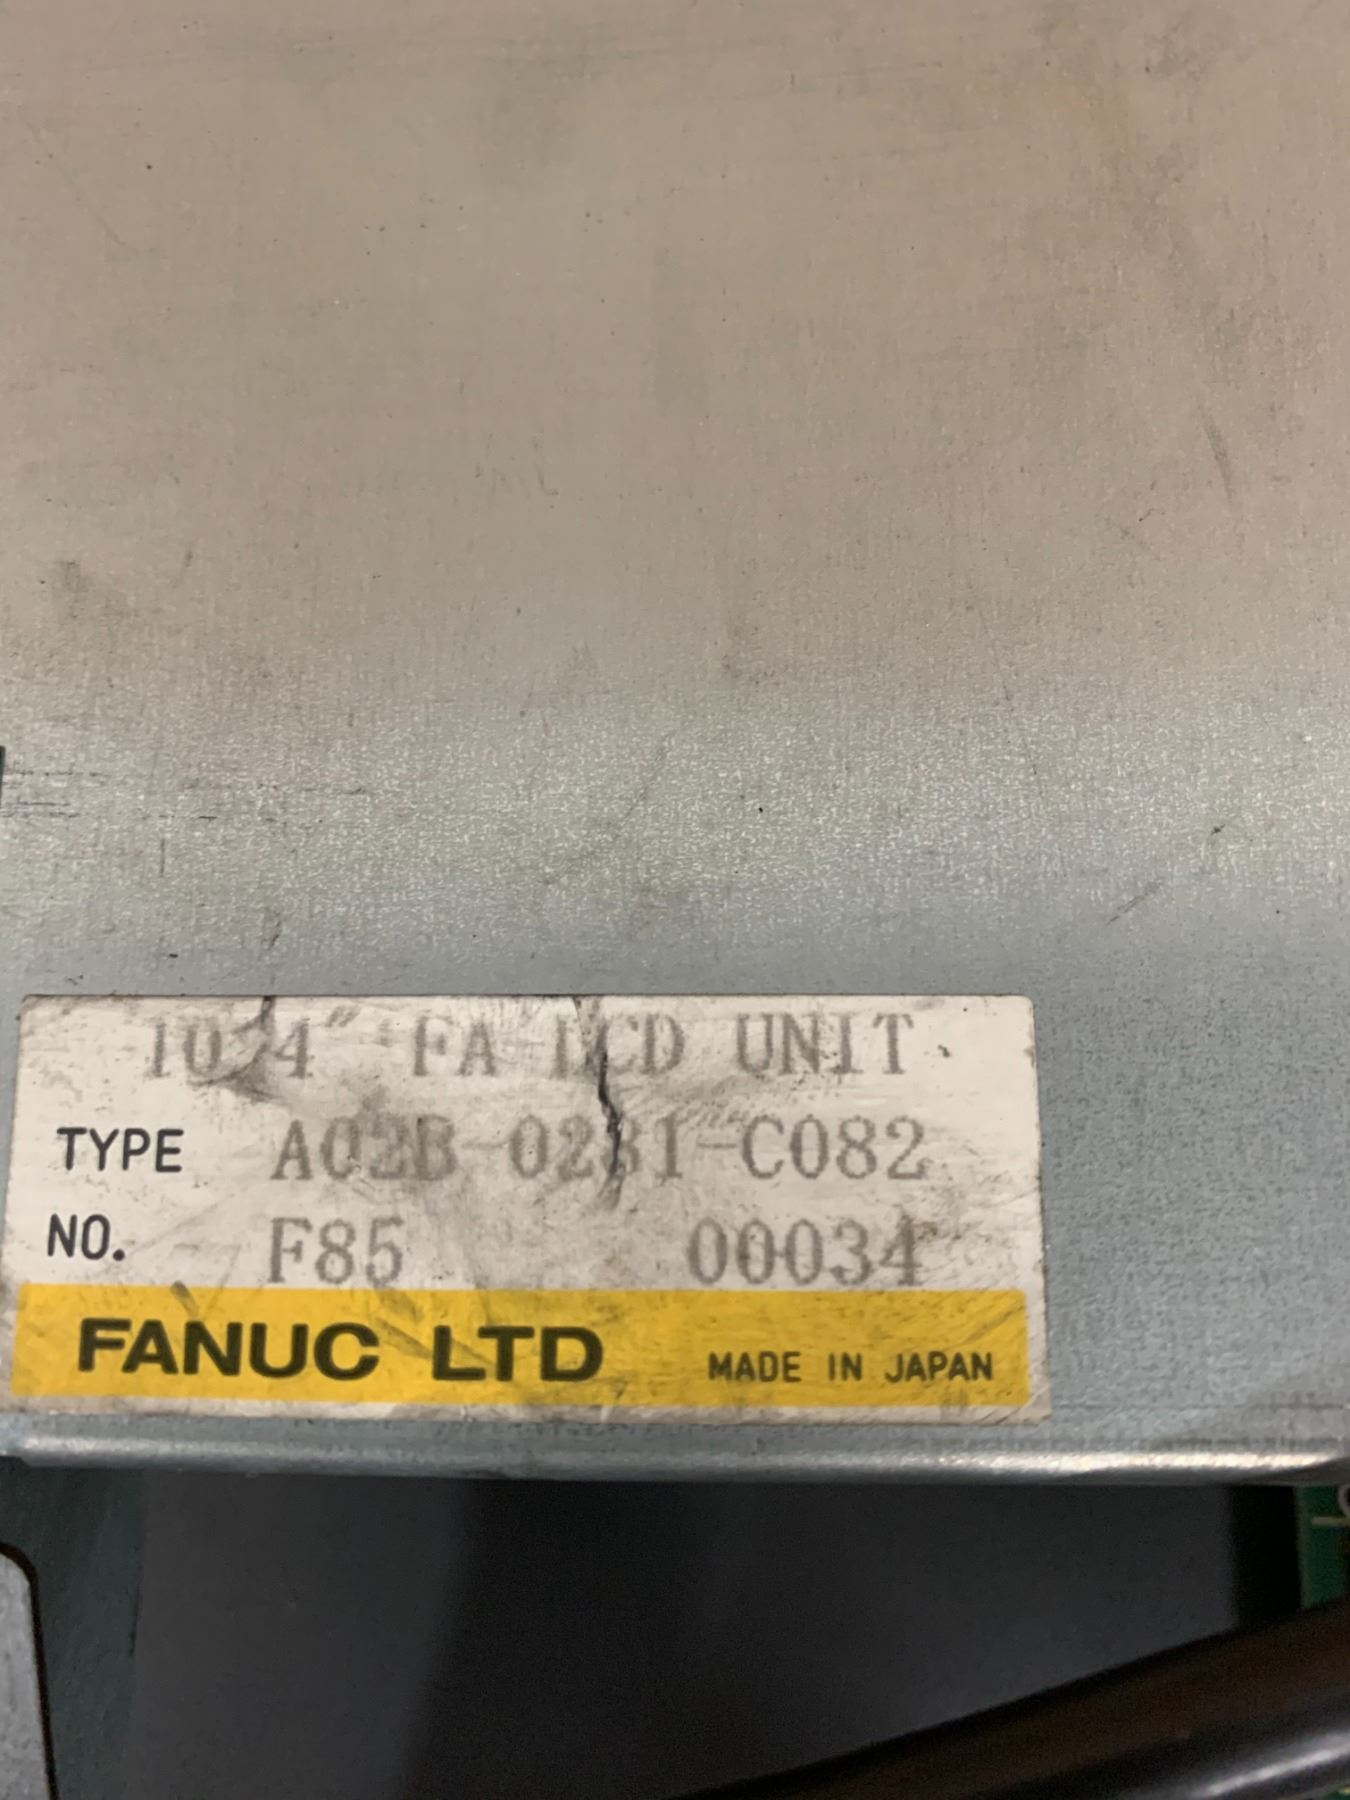 10.4" FA LCD UNIT
TYPE A02B-0281-C082
NO. F85 00034
FANUC LTD MADE IN JAPAN